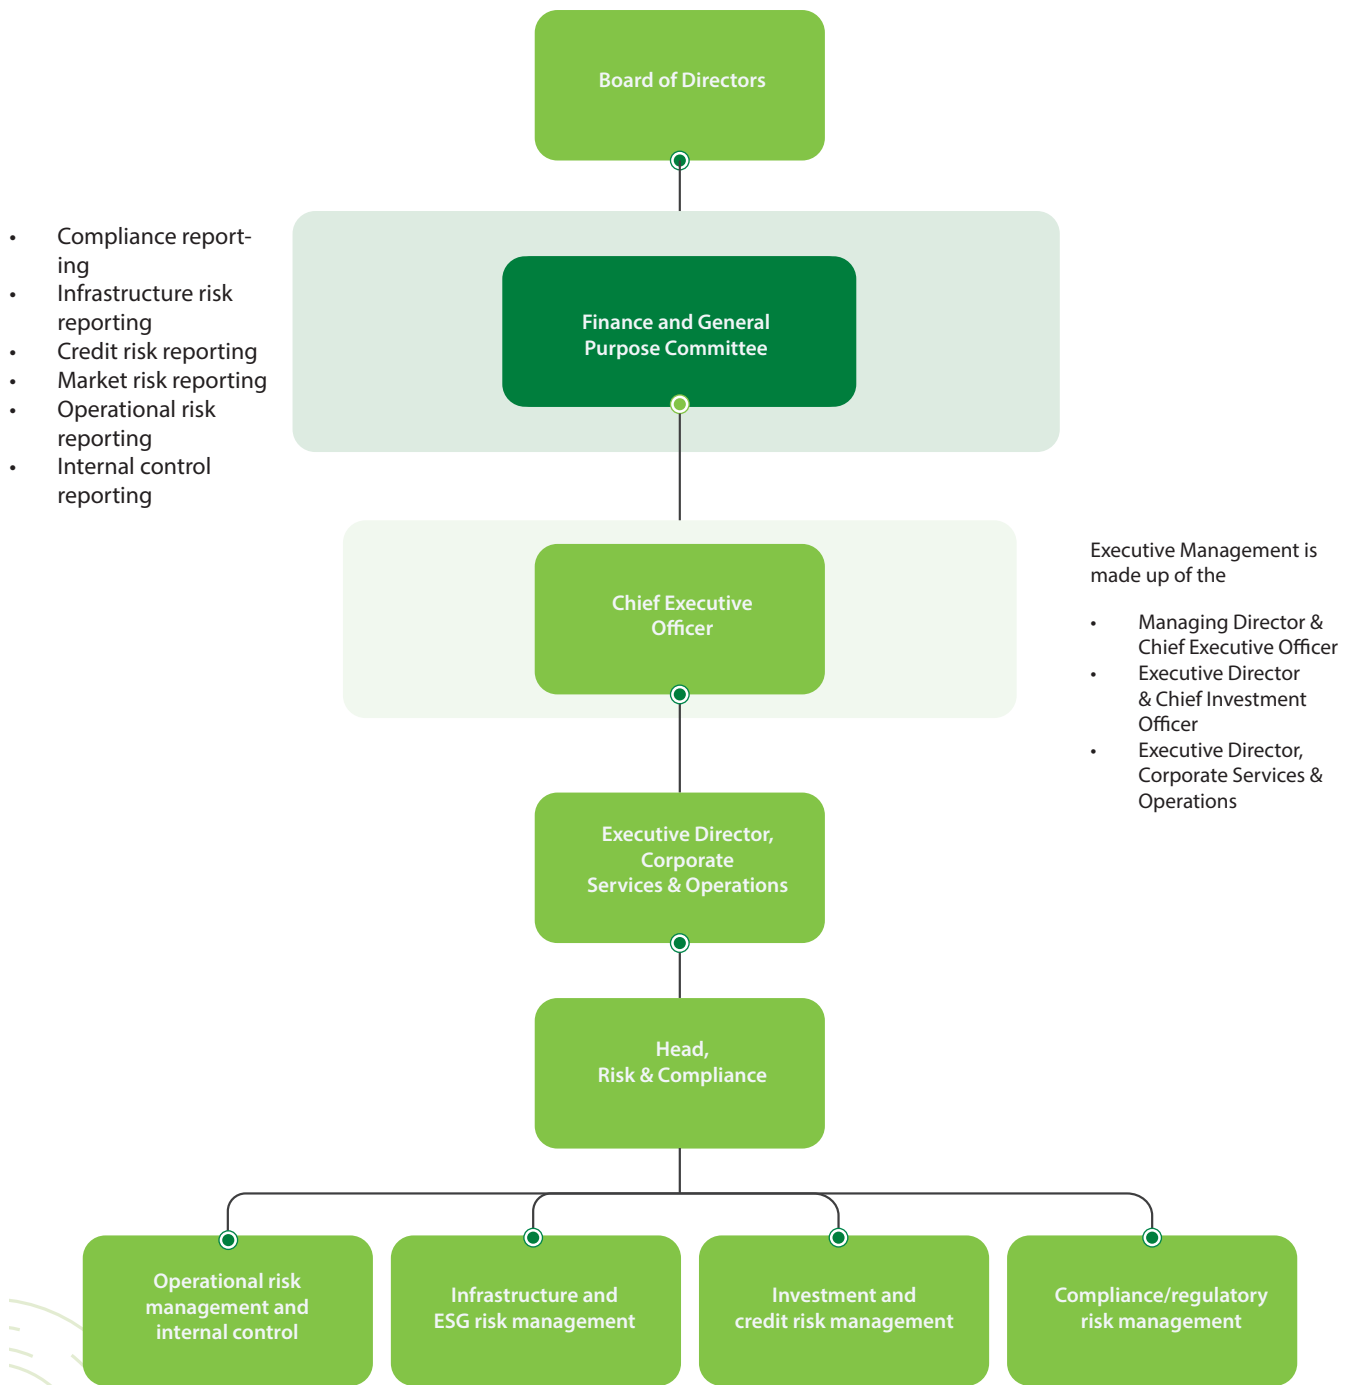 Board of Directors
• Compliance report-
ing
• Infrastructure risk
reporting
• Credit risk reporting
• Market risk reporting
• Operational risk
reporting
• Internal control
reporting
Finance and General
Purpose Committee
Chief Executive
Officer
Executive Management is
made up of the
• Managing Director &
Chief Executive Officer
• Executive Director
& Chief Investment
Officer
• Executive Director,
Corporate Services &
Operations
Executive Director,
Corporate
Services & Operations
Head,
Risk & Compliance
Operational risk
management and
internal control
Infrastructure and
ESG risk management
Investment and
credit risk management
Compliance/regulatory
risk management